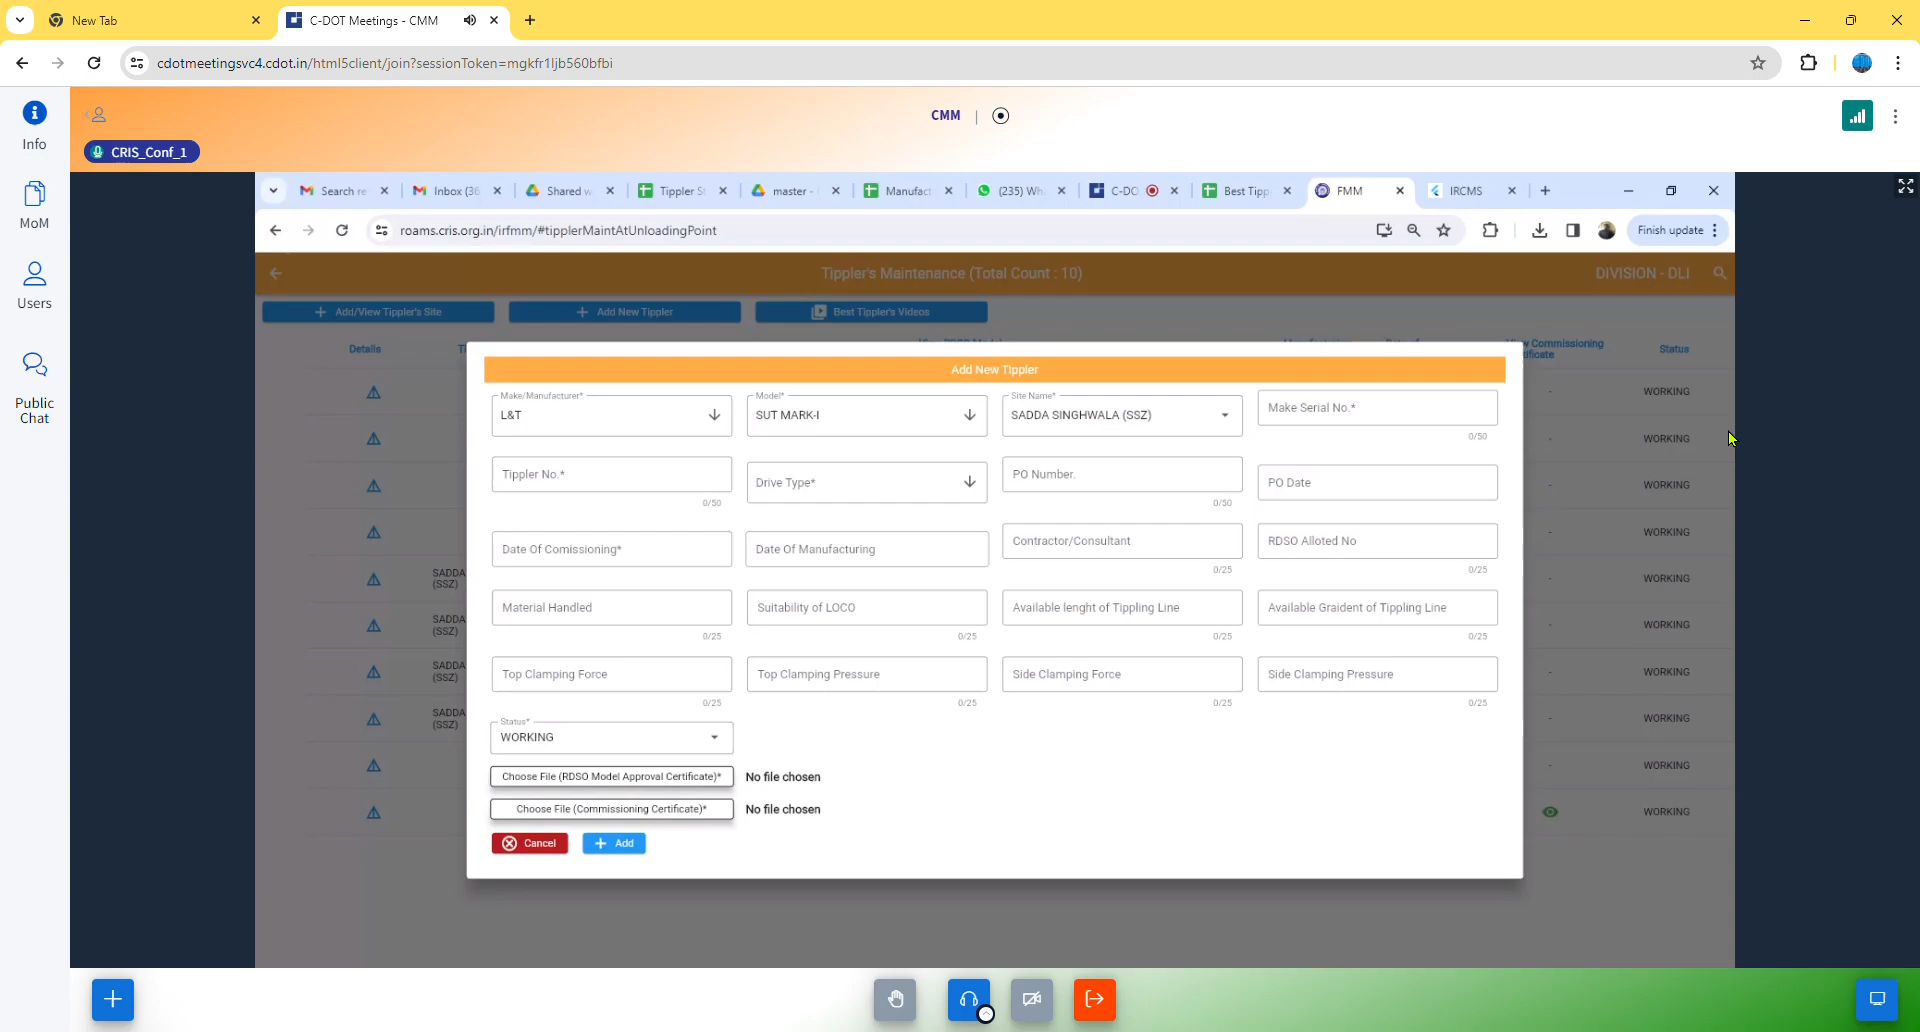 New Tab
C-DOT Meetings - CMM
cdotmeetingsvc4.cdot.in/html5client/join?sessionToken=mgkfr1ljb560bfbi
Info
MoM
Users
Public
Chat
CMM
CRIS_Conf_1
Search re
Inbox (36
Shared w
Tippler S
master -
Manufact
(235) Wh
C-DO
Best Tipp
FMM
IRCMS
roams.cris.org.in/irfmm/#tipplerMaintAtUnloadingPoint
Finish update
Tippler's Maintenance (Total Count : 10)
DIVISION - DLI
Add/View Tippler's Site
Add New Tippler
Best Tippler's Videos
Details
Commissioning
Status
Add New Tippler
Make/Manufacturer*
L&T
Model*
SUT MARK-I
Site Name*
SADDA SINGHWALA (SSZ)
Make Serial No.*
0/50
Tippler No.*
0/50
Drive Type*
PO Number.
0/50
PO Date
Date Of Comissioning*
Date Of Manufacturing
Contractor/Consultant
0/25
RDSO Alloted No
0/25
Material Handled
0/25
Suitability of LOCO
0/25
Available lenght of Tippling Line
0/25
Available Graident of Tippling Line
0/25
Top Clamping Force
0/25
Top Clamping Pressure
0/25
Side Clamping Force
0/25
Side Clamping Pressure
0/25
Status*
WORKING
Choose File (RDSO Model Approval Certificate)*
No file chosen
Choose File (Commissioning Certificate)*
No file chosen
Cancel
Add
SADDA
(SSZ)
SADDA
(SSZ)
SADDA
(SSZ)
SADDA
(SSZ)
- WORKING
- WORKING
- WORKING
- WORKING
- WORKING
- WORKING
- WORKING
- WORKING
- WORKING
WORKING